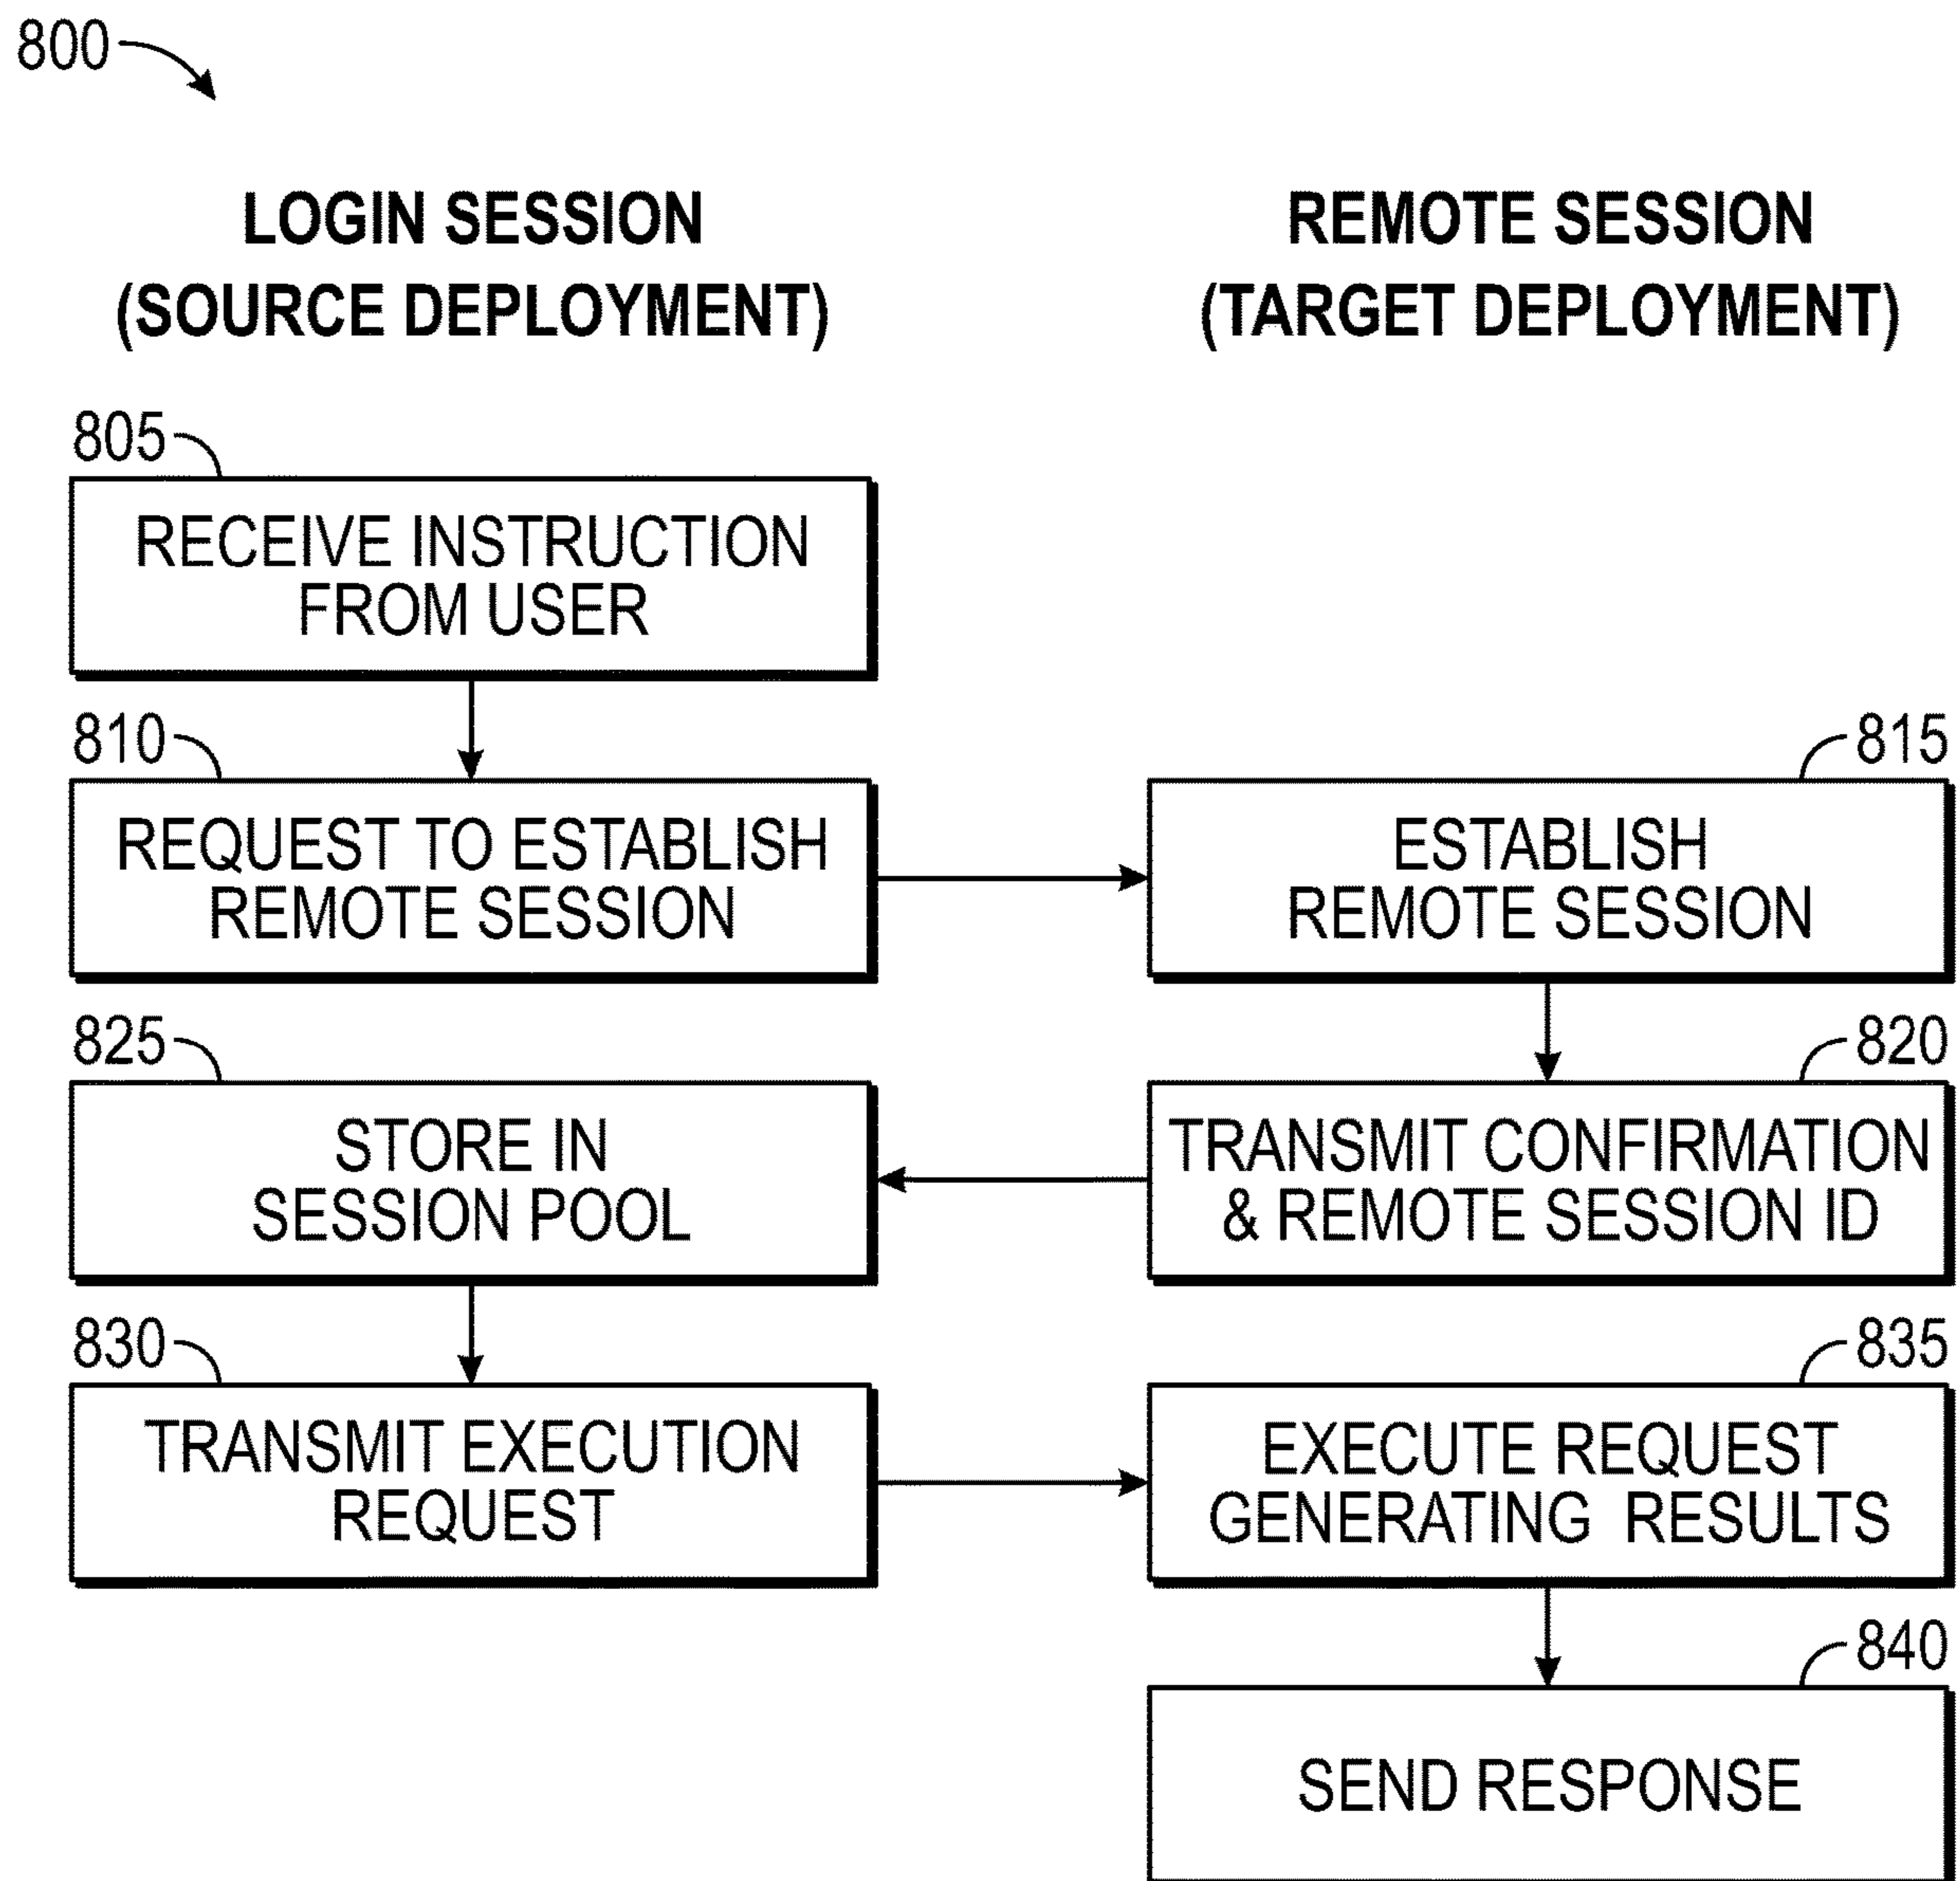 800
LOGIN SESSION
(SOURCE DEPLOYMENT)
REMOTE SESSION
(TARGET DEPLOYMENT)
805
RECEIVE INSTRUCTION
FROM USER
810
REQUEST TO ESTABLISH
REMOTE SESSION
815
ESTABLISH
REMOTE SESSION
820
TRANSMIT CONFIRMATION
& REMOTE SESSION ID
825
STORE IN
SESSION POOL
830
TRANSMIT EXECUTION
REQUEST
835
EXECUTE REQUEST
GENERATING RESULTS
840
SEND RESPONSE